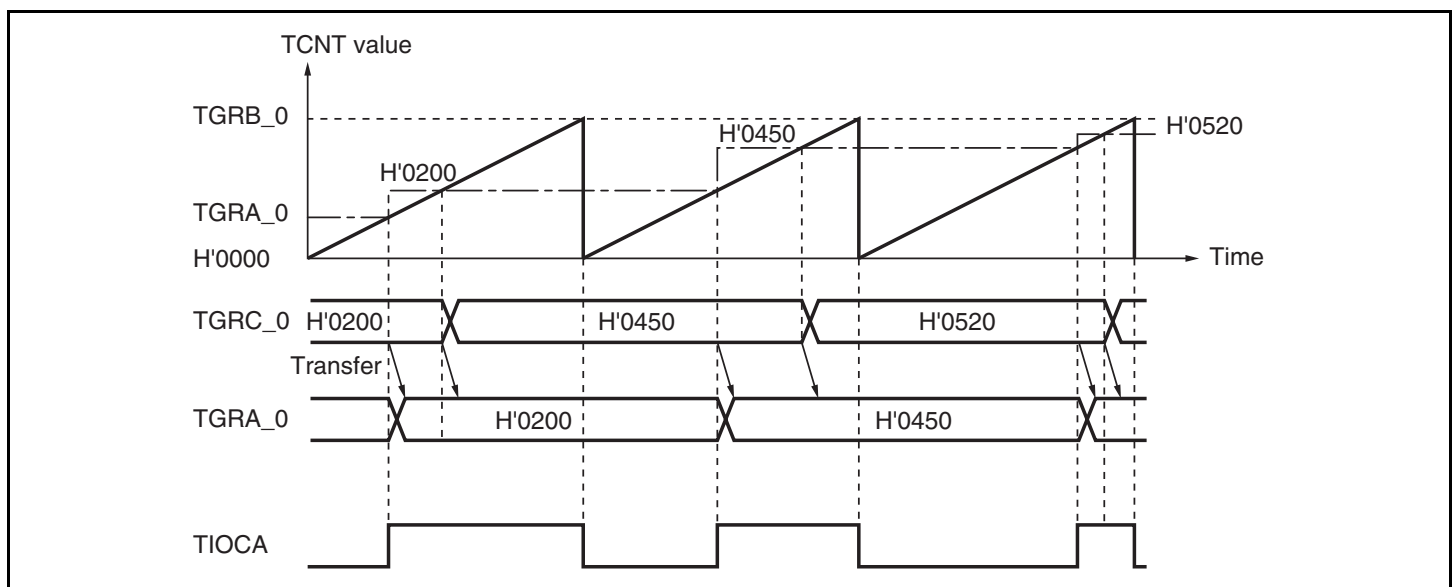 TCNT value
TGRB_0
H'0520
H'0450
H'0200
TGRA_0
H'0000
Time
TGRC_0 H'0200 H'0450 H'0520
Transfer
TGRA_0 H'0200 H'0450
TIOCA